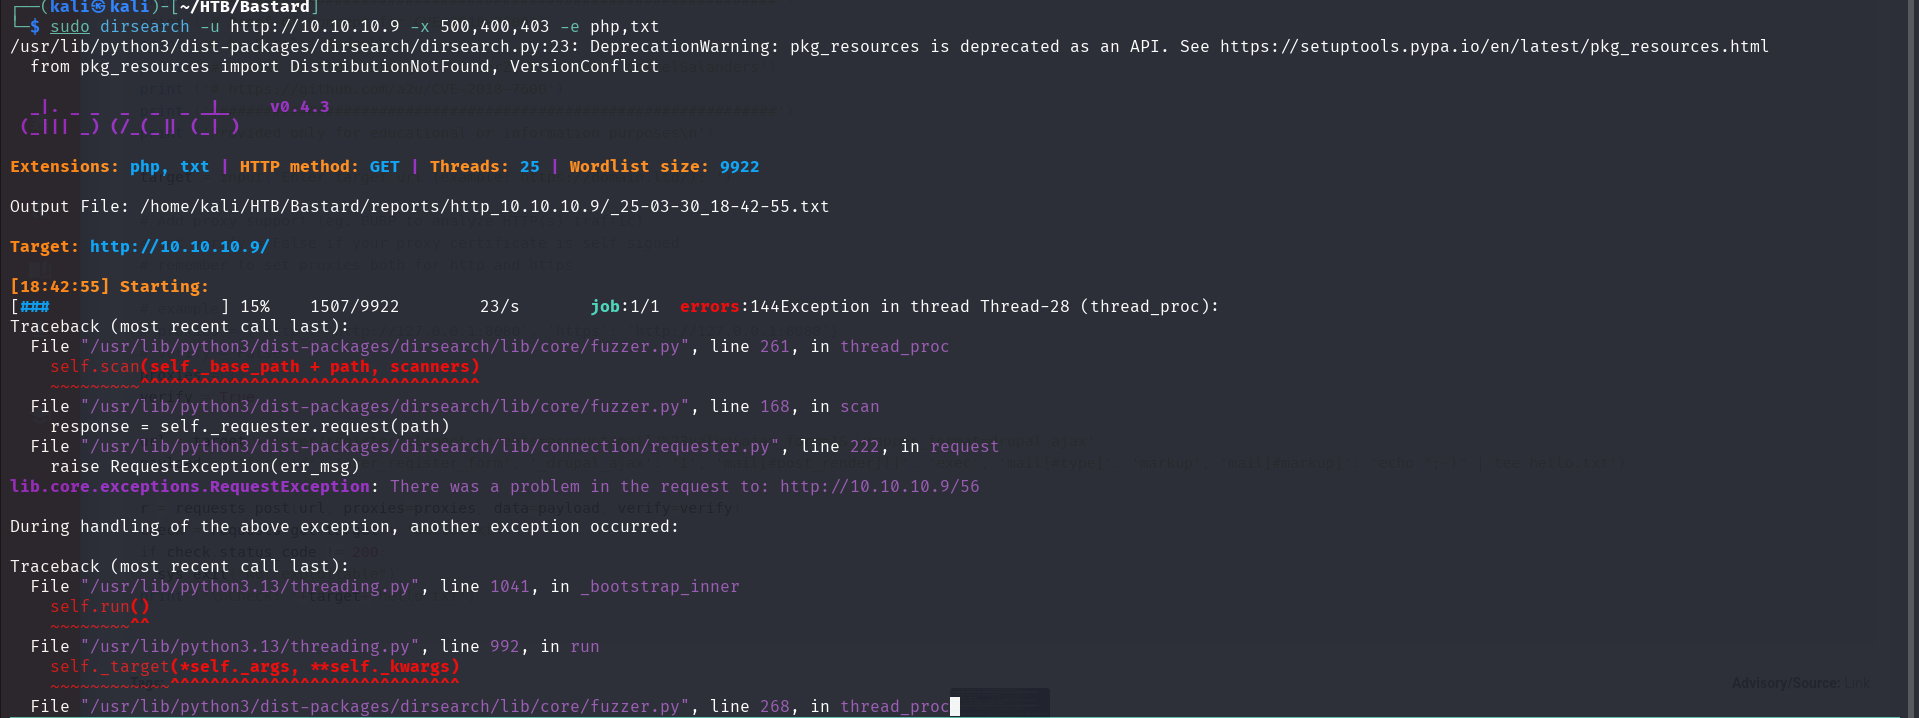 ┌──(kali㉿kali)-[~/HTB/Bastard]
└─$ sudo dirsearch -u http://10.10.10.9 -x 500,400,403 -e php,txt
/usr/lib/python3/dist-packages/dirsearch/dirsearch.py:23: DeprecationWarning: pkg_resources is deprecated as an API. See https://setuptools.pypa.io/en/latest/pkg_resources.html
  from pkg_resources import DistributionNotFound, VersionConflict
  _|. _ _  _  _  _ _|_    v0.4.3
 (_||| _) (/_(_|| (_| )
Extensions: php, txt | HTTP method: GET | Threads: 25 | Wordlist size: 9922
Output File: /home/kali/HTB/Bastard/reports/http_10.10.10.9/_25-03-30_18-42-55.txt
Target: http://10.10.10.9/
[18:42:55] Starting:
[###                 ] 15%    1507/9922        23/s       job:1/1  errors:144Exception in thread Thread-28 (thread_proc):
Traceback (most recent call last):
  File "/usr/lib/python3/dist-packages/dirsearch/lib/core/fuzzer.py", line 261, in thread_proc
    self.scan(self._base_path + path, scanners)
    ~~~~~~~~~^^^^^^^^^^^^^^^^^^^^^^^^^^^^^^^^^^
  File "/usr/lib/python3/dist-packages/dirsearch/lib/core/fuzzer.py", line 168, in scan
    response = self._requester.request(path)
  File "/usr/lib/python3/dist-packages/dirsearch/lib/connection/requester.py", line 222, in request
    raise RequestException(err_msg)
lib.core.exceptions.RequestException: There was a problem in the request to: http://10.10.10.9/56
During handling of the above exception, another exception occurred:
Traceback (most recent call last):
  File "/usr/lib/python3.13/threading.py", line 1041, in _bootstrap_inner
    self.run()
    ~~~~~~~~^^
  File "/usr/lib/python3.13/threading.py", line 992, in run
    self._target(*self._args, **self._kwargs)
    ~~~~~~~~~~~~^^^^^^^^^^^^^^^^^^^^^^^^^^^^^
  File "/usr/lib/python3/dist-packages/dirsearch/lib/core/fuzzer.py", line 268, in thread_proc
Advisory/Source: Link